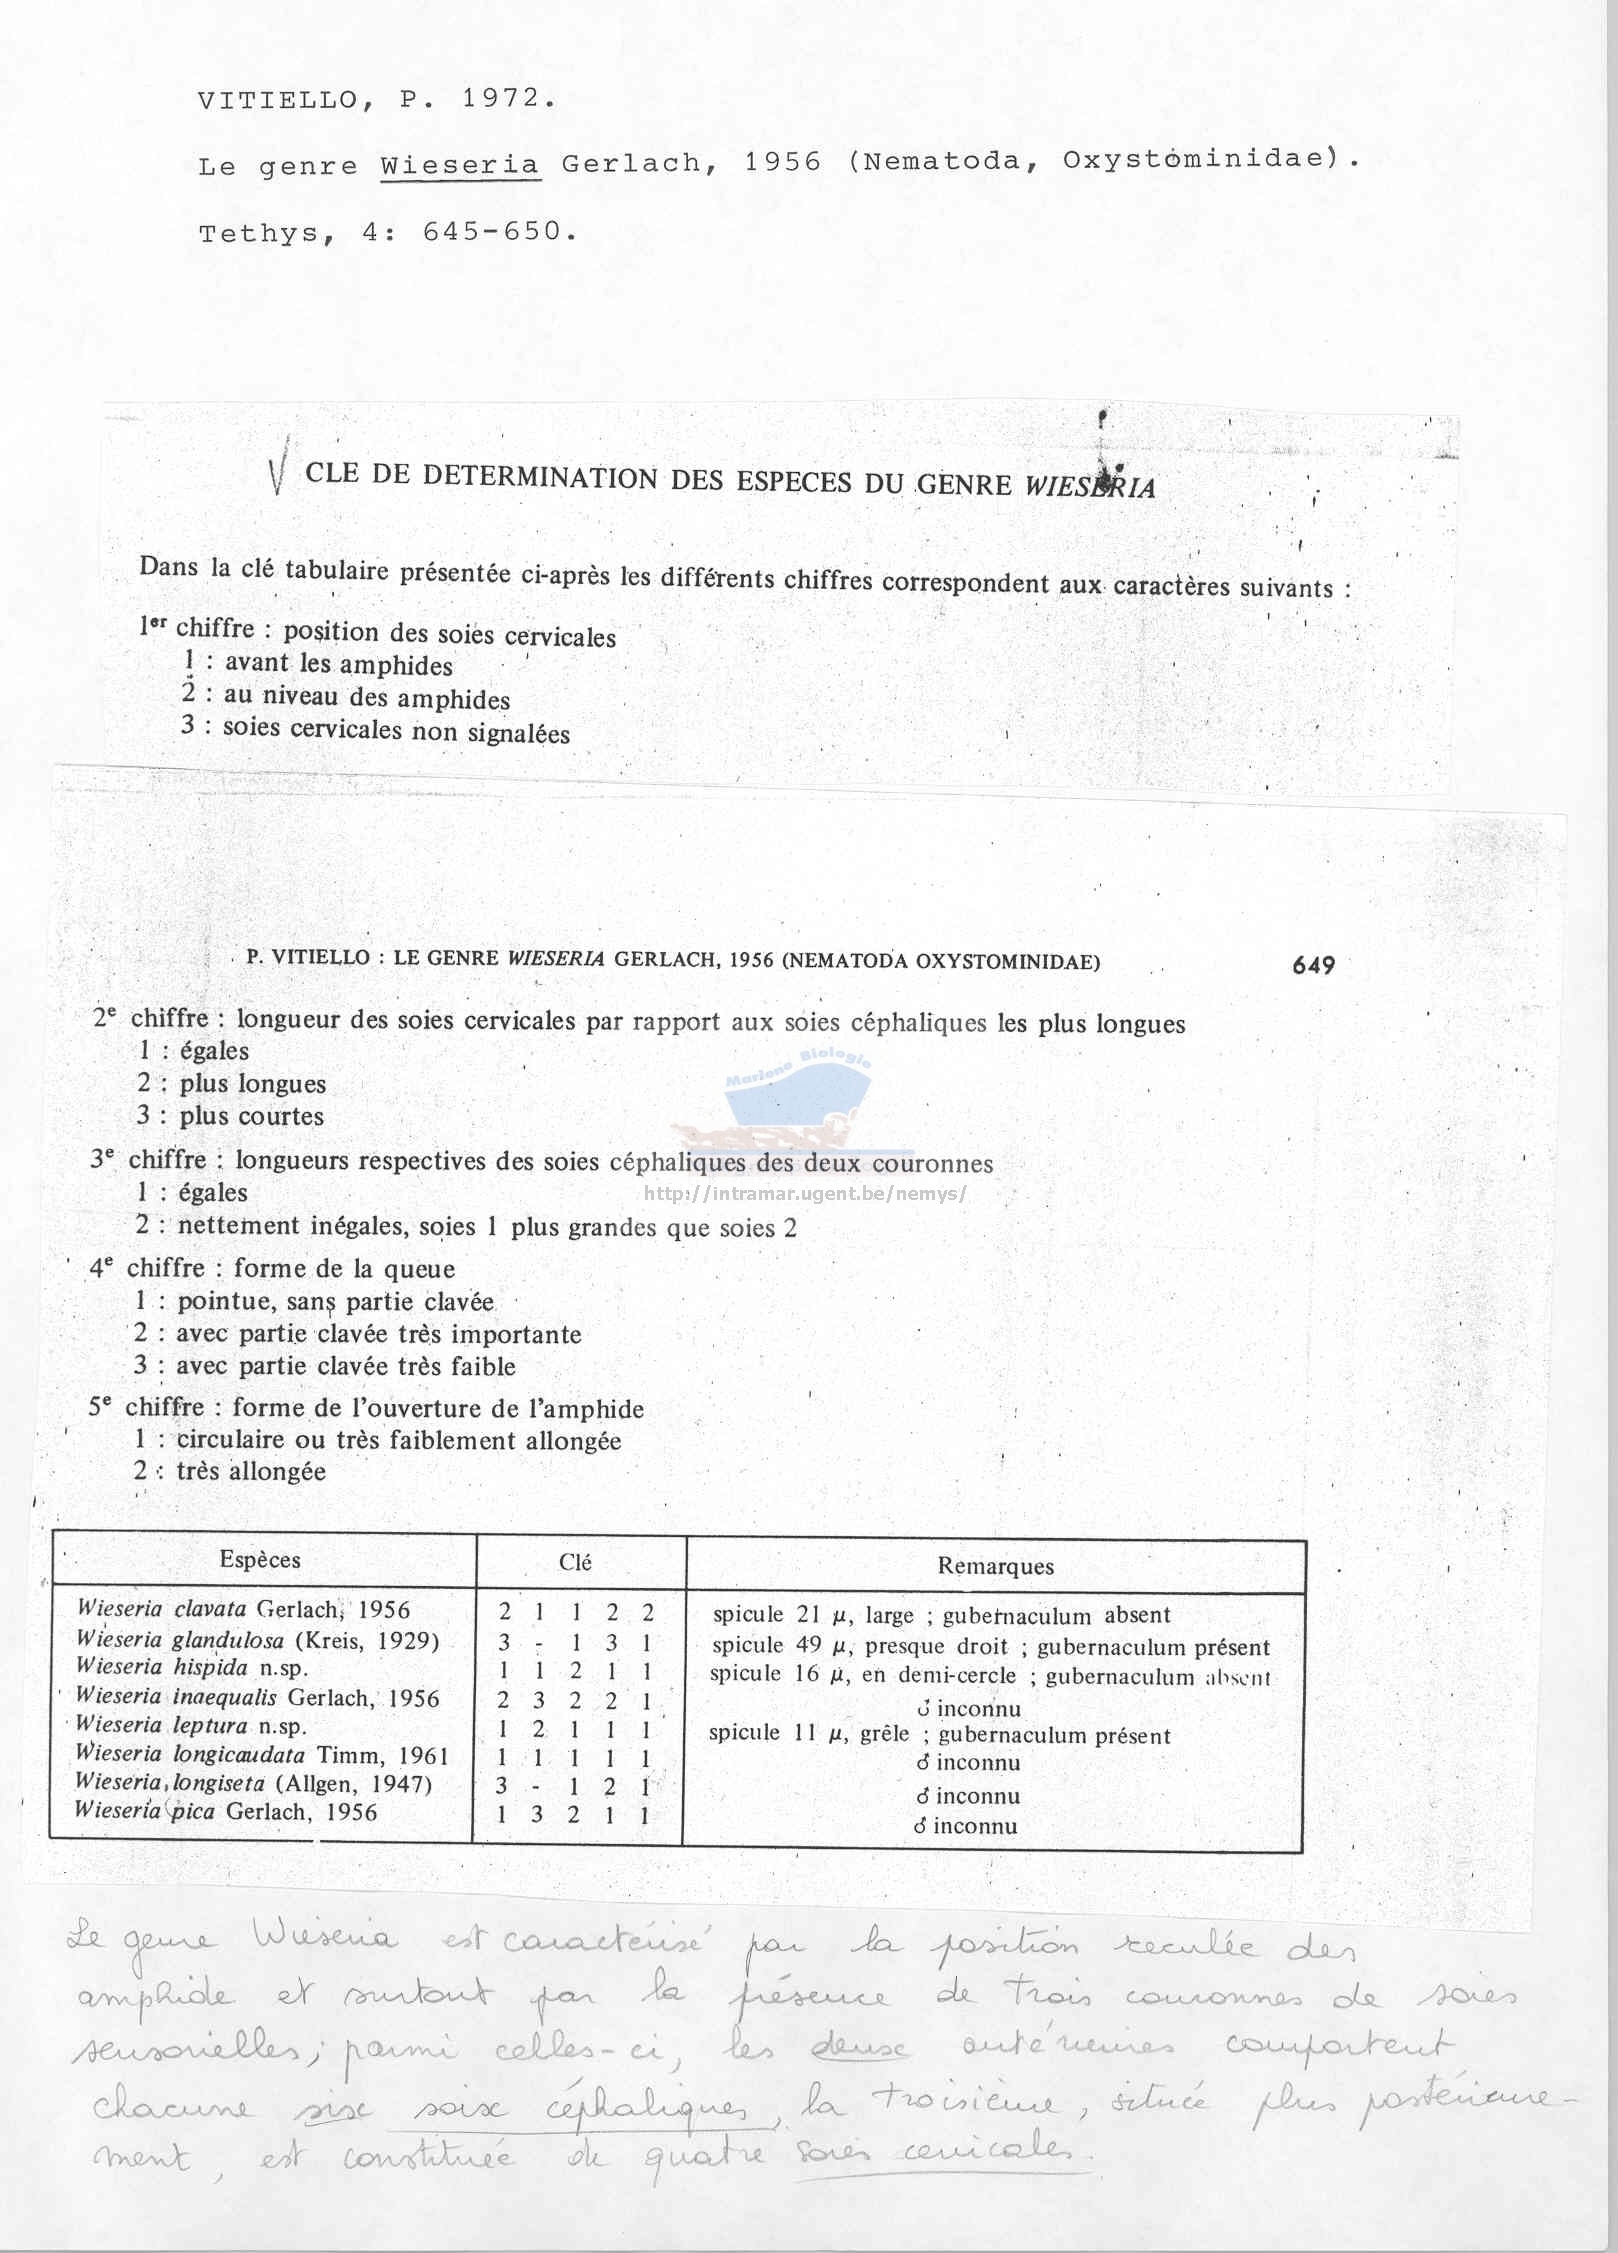 VITIELLO, P. 1972.
Le genre Wieseria Gerlach, 1956 (Nematoda, Oxystominidae).
Tethys, 4: 645-650.
CLE DE DETERMINATION DES ESPECES DU GENRE WIESERIA
Dans la clé tabulaire présentée ci-après les différents chiffres correspondent aux caractères suivants :
1er chiffre : position des soies cervicales
1 : avant les amphides
2 : au niveau des amphides
3 : soies cervicales non signalées
P. VITIELLO : LE GENRE WIESERIA GERLACH, 1956 (NEMATODA OXYSTOMINIDAE) 649
2e chiffre : longueur des soies cervicales par rapport aux soies céphaliques les plus longues
1 : égales
2 : plus longues
3 : plus courtes
Marlene Biologie
3e chiffre : longueurs respectives des soies céphaliques des deux couronnes
1 : égales
http://intramar.ugent.be/nemys/
2 : nettement inégales, soies 1 plus grandes que soies 2
4e chiffre : forme de la queue
1 : pointue, sans partie clavée
2 : avec partie clavée très importante
3 : avec partie clavée très faible
5e chiffre : forme de l'ouverture de l'amphide
1 : circulaire ou très faiblement allongée
2 : très allongée
Espèces Clé Remarques
Wieseria clavata Gerlach, 1956 2 1 1 2 2 spicule 21 µ, large ; gubernaculum absent
Wieseria glandulosa (Kreis, 1929) 3 - 1 3 1 spicule 49 µ, presque droit ; gubernaculum présent
Wieseria hispida n.sp. 1 1 2 1 1 spicule 16 µ, en demi-cercle ; gubernaculum absent
Wieseria inaequalis Gerlach, 1956 2 3 2 2 1 ♂ inconnu
Wieseria leptura n.sp. 1 2 1 1 1 spicule 11 µ, grêle ; gubernaculum présent
Wieseria longicaudata Timm, 1961 1 1 1 1 1 ♂ inconnu
Wieseria longiseta (Allgen, 1947) 3 - 1 2 1 ♂ inconnu
Wieseria pica Gerlach, 1956 1 3 2 1 1 ♂ inconnu
Le genre Wieseria est caractérisé par la position reculée des
amphide et surtout par la présence de trois couronnes de soies
sensorielles; parmi celles-ci, les deux antérieures comportent
chacune six soix céphaliques, la troisième, située plus postérieure-
ment, est constituée de quatre soies cervicales.